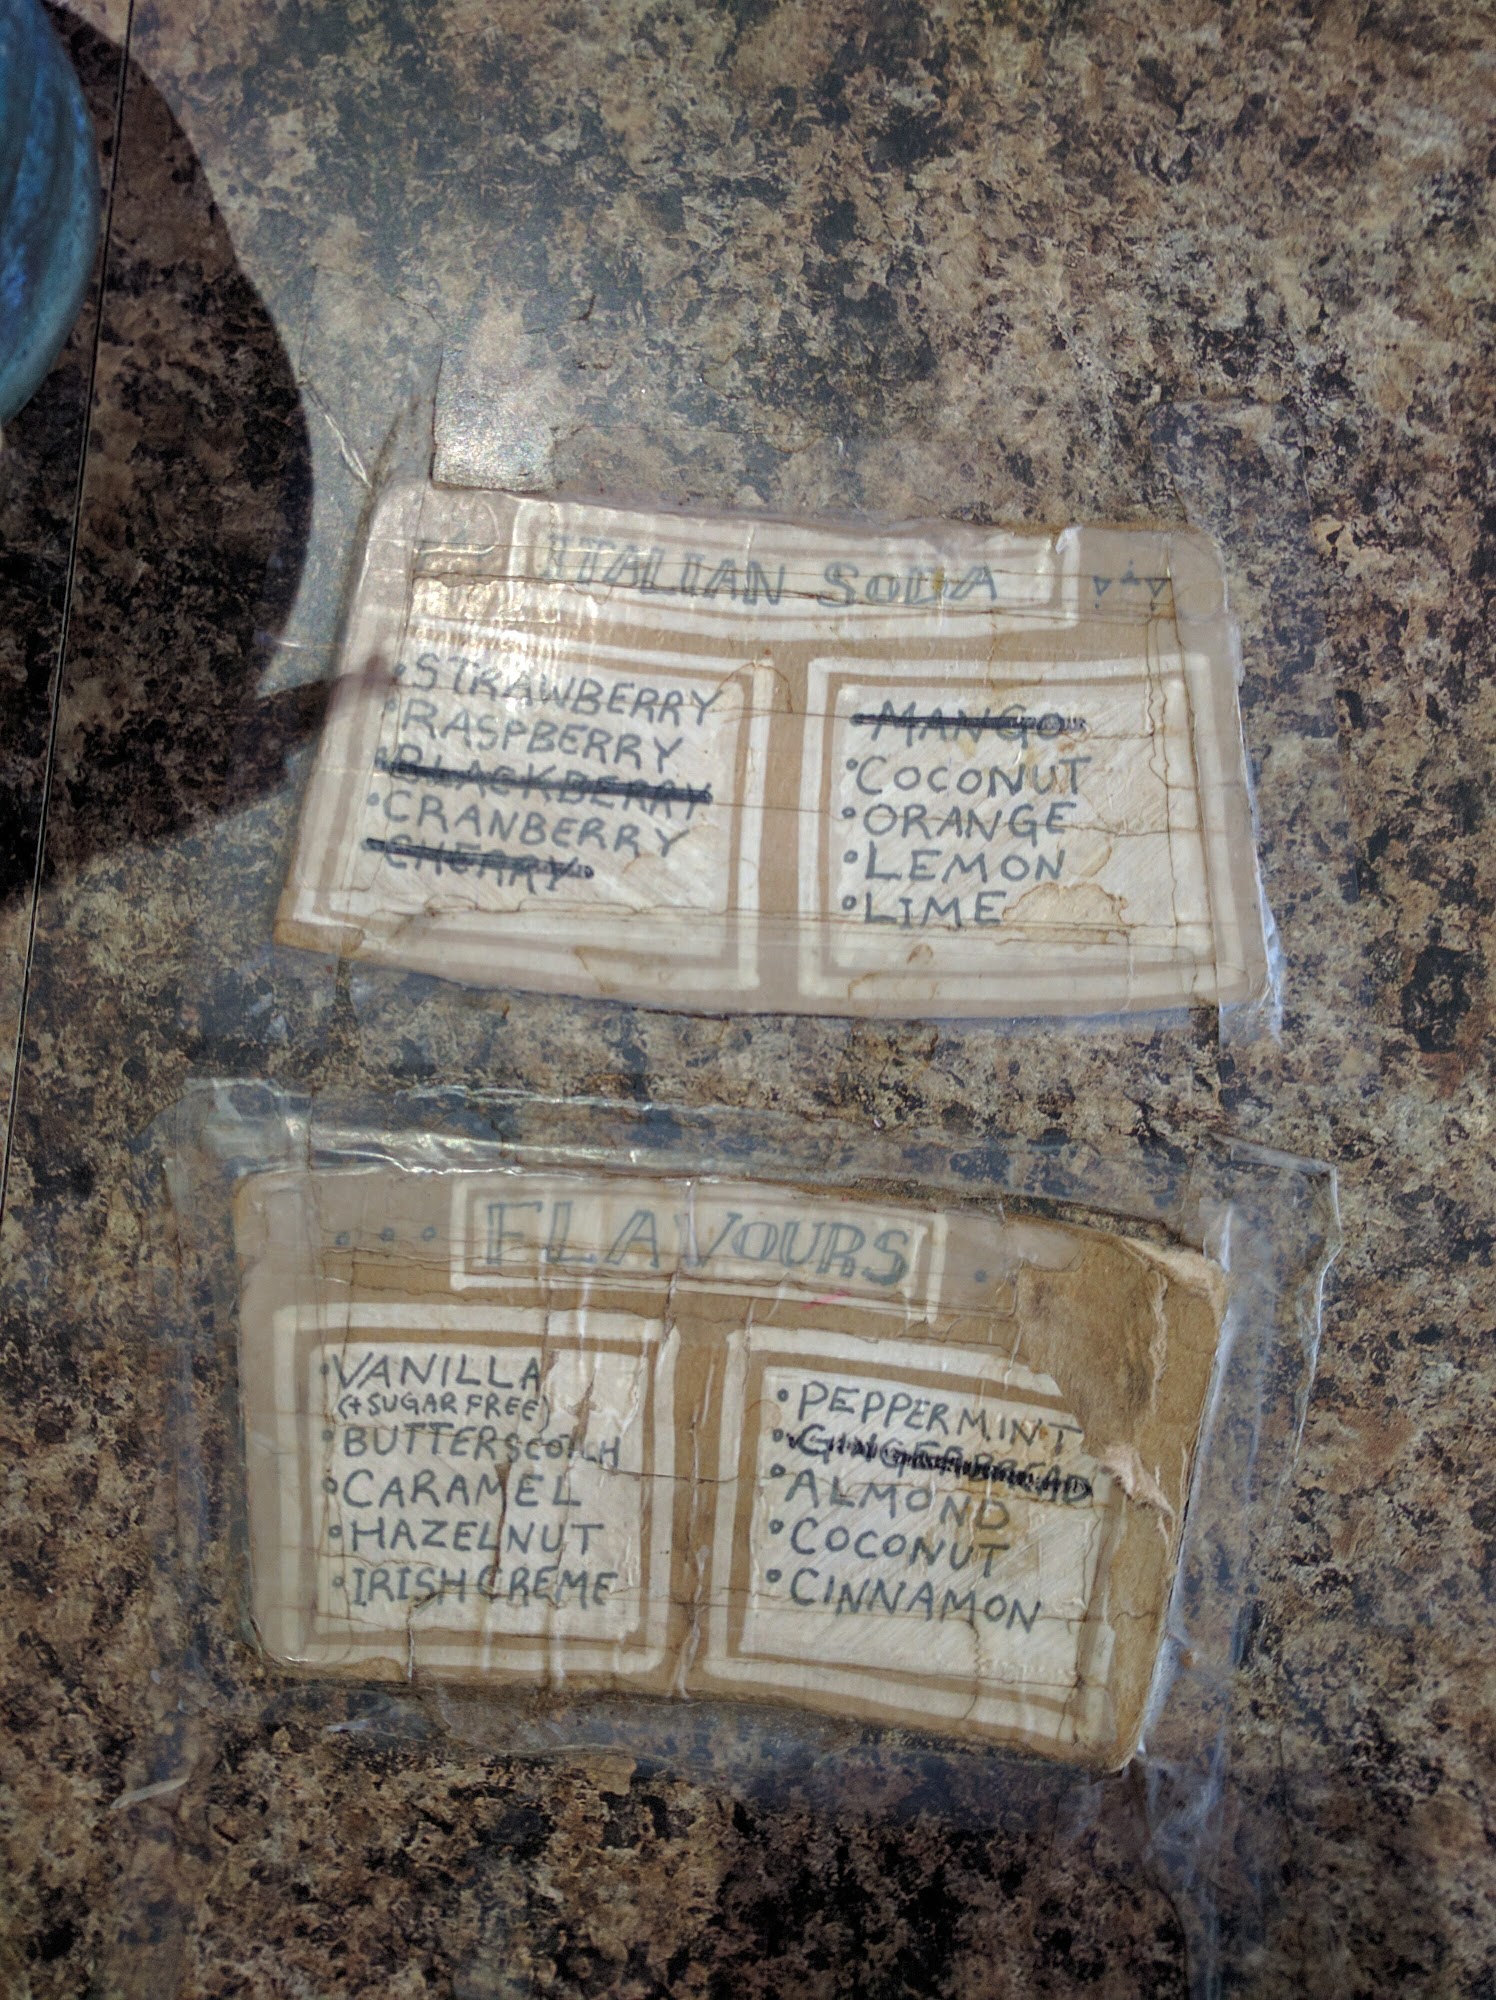 ITALIAN SODA
• STRAWBERRY
• RASPBERRY
• BLACKBERRY
• CRANBERRY
• CHERRY
• MANGO
• COCONUT
• ORANGE
• LEMON
• LIME
FLAVOURS
• VANILLA
(+ SUGAR FREE)
• BUTTERSCOTCH
• CARAMEL
• HAZELNUT
• IRISH CREME
• PEPPERMINT
• GINGERBREAD
• ALMOND
• COCONUT
• CINNAMON